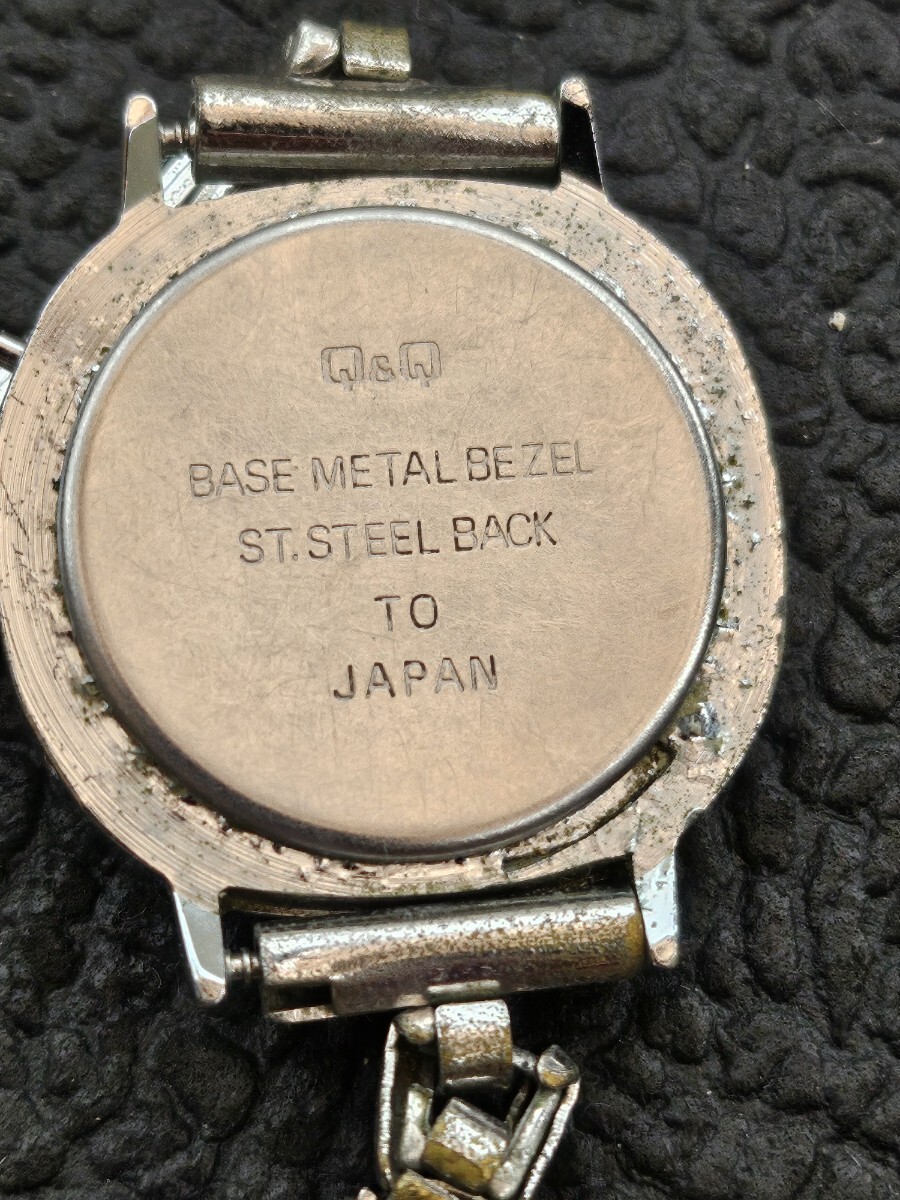 Q&Q
BASE METAL BEZEL
ST. STEEL BACK
TO
JAPAN